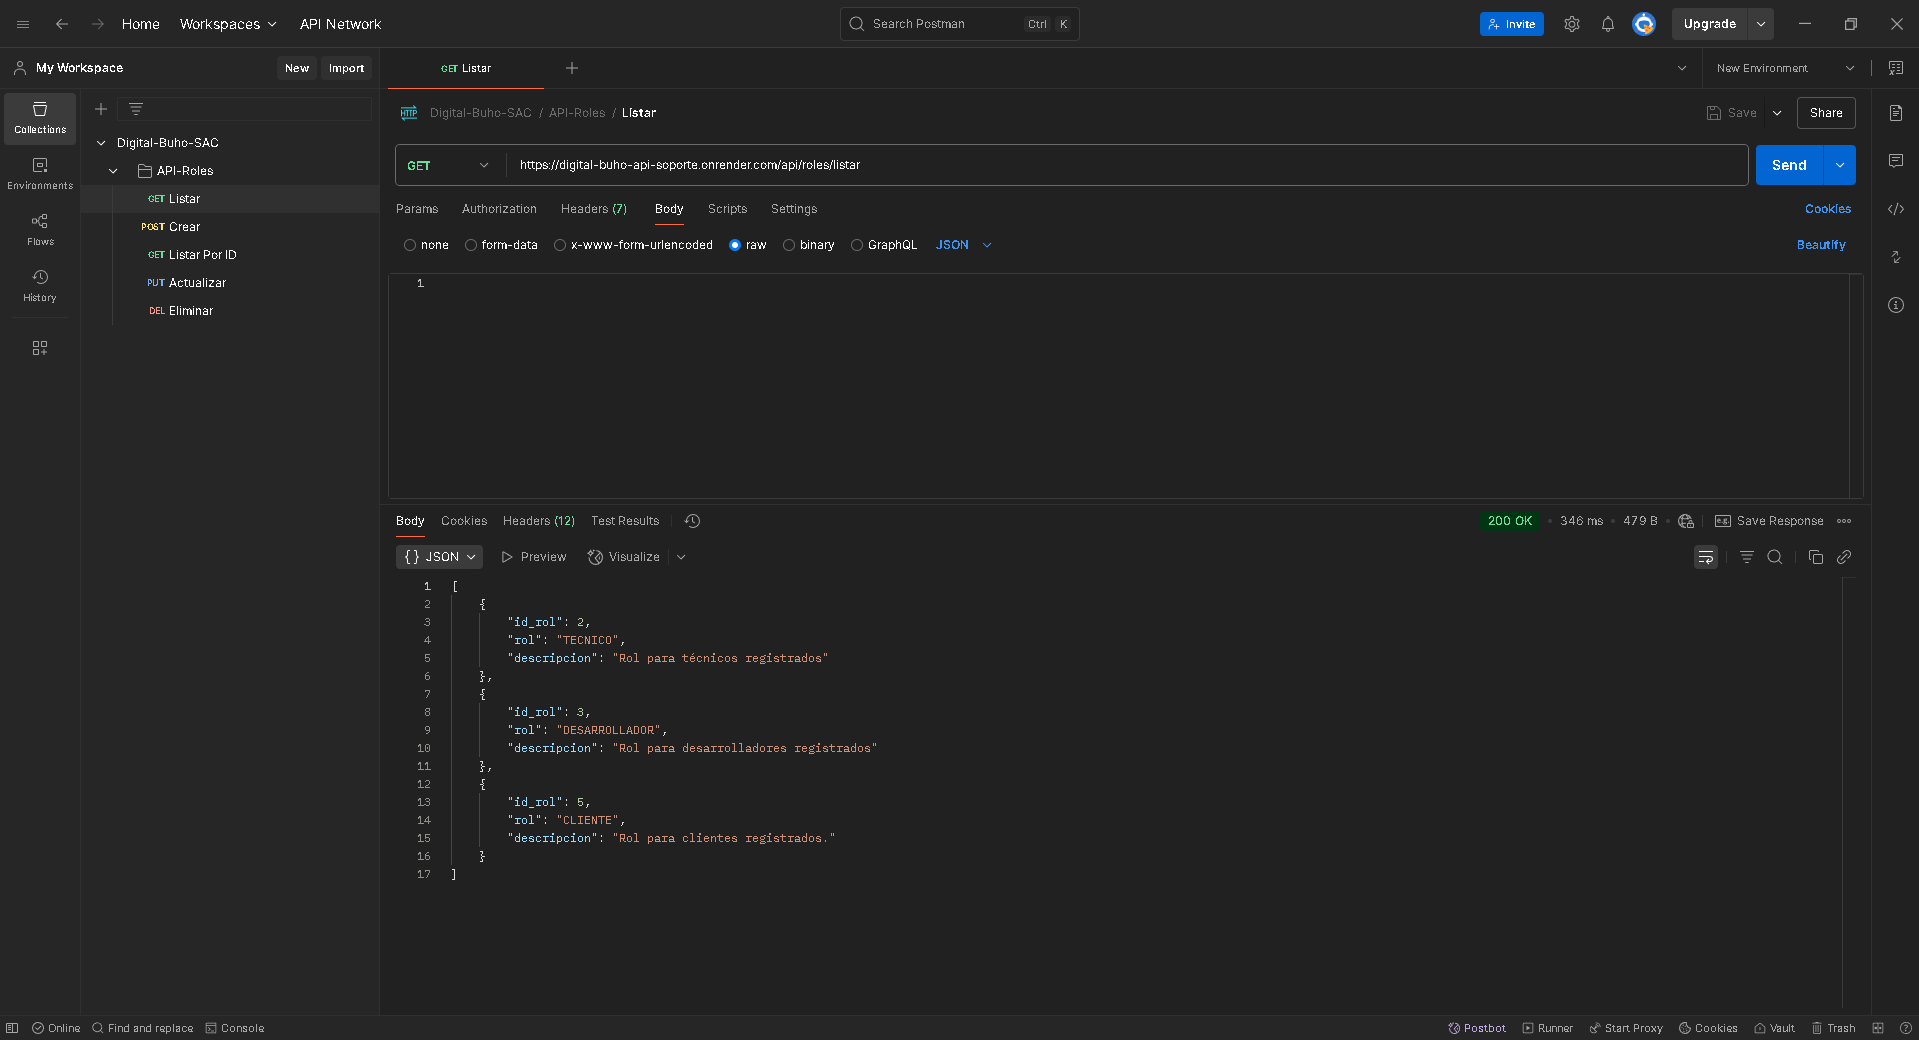 Home Workspaces API Network Search Postman Ctrl K Invite Upgrade
My Workspace New Import GET Listar New Environment
Collections
Environments
Flows
History
Digital-Buho-SAC
API-Roles
GET Listar
POST Crear
GET Listar Por ID
PUT Actualizar
DEL Eliminar
HTTP Digital-Buho-SAC / API-Roles / Listar Save Share
GET https://digital-buho-api-soporte.onrender.com/api/roles/listar Send
Params Authorization Headers (7) Body Scripts Settings Cookies
none form-data x-www-form-urlencoded raw binary GraphQL JSON Beautify
1
Body Cookies Headers (12) Test Results 200 OK • 346 ms • 479 B • e.g. Save Response
{} JSON Preview Visualize
1 [
2 {
3 "id_rol": 2,
4 "rol": "TECNICO",
5 "descripcion": "Rol para técnicos registrados"
6 },
7 {
8 "id_rol": 3,
9 "rol": "DESARROLLADOR",
10 "descripcion": "Rol para desarrolladores registrados"
11 },
12 {
13 "id_rol": 5,
14 "rol": "CLIENTE",
15 "descripcion": "Rol para clientes registrados."
16 }
17 ]
Online Find and replace Console Postbot Runner Start Proxy Cookies Vault Trash